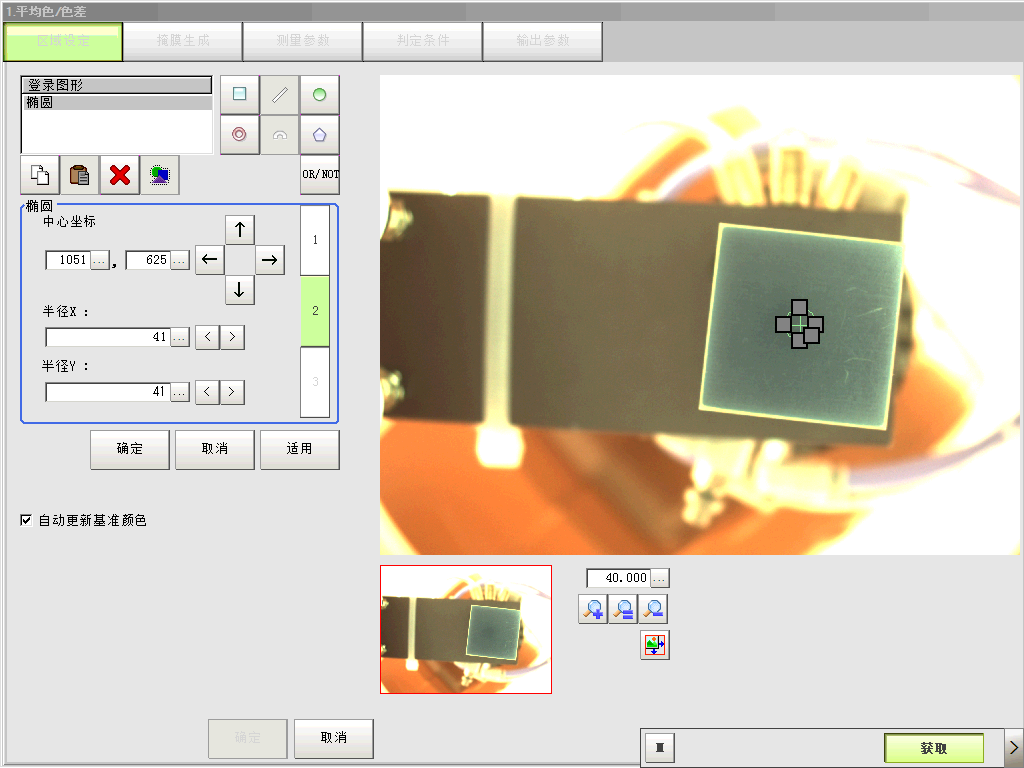 1.平均色/色差
区域设定 掩膜生成 测量参数 判定条件 输出参数
登录图形
椭圆
OR/NOT
椭圆
中心坐标
1051 ... , 625 ...
1
2
3
半径X :
41 ...
半径Y :
41 ...
确定 取消 适用
自动更新基准颜色
40.000 ...
确定 取消
获取